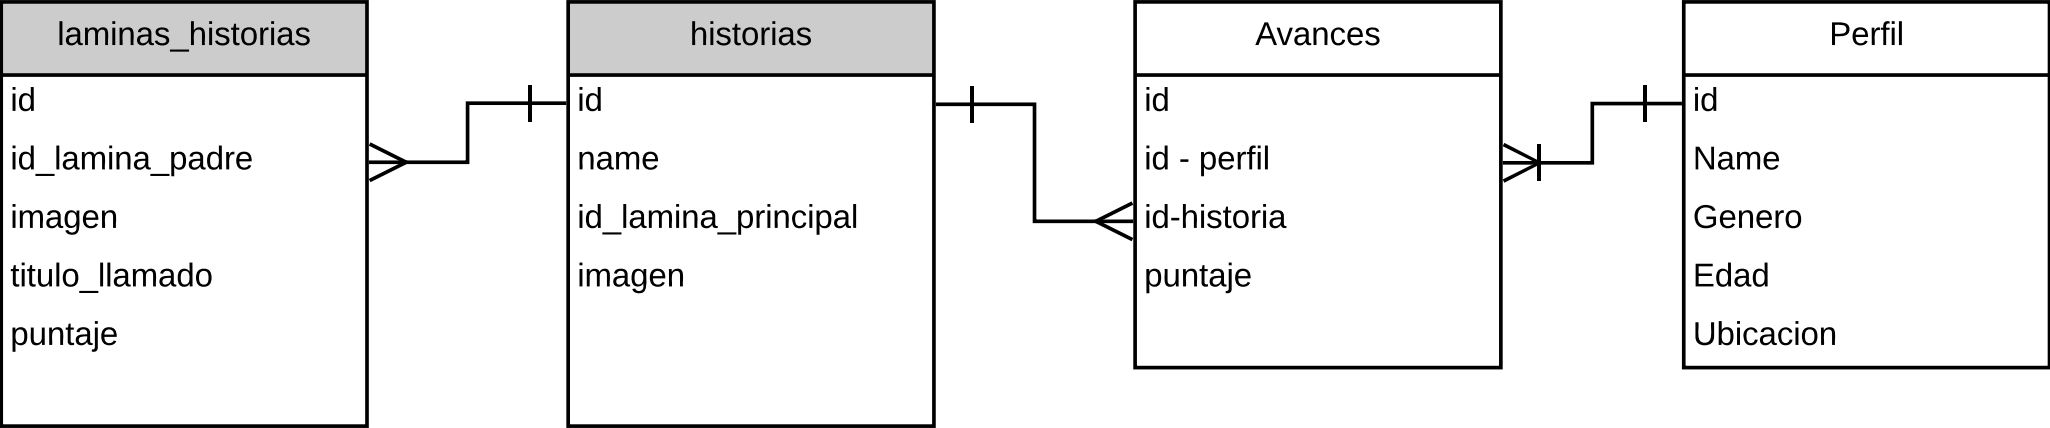 laminas_historias
id
id_lamina_padre
imagen
titulo_llamado
puntaje
historias
id
name
id_lamina_principal
imagen
Avances
id
id - perfil
id-historia
puntaje
Perfil
id
Name
Genero
Edad
Ubicacion